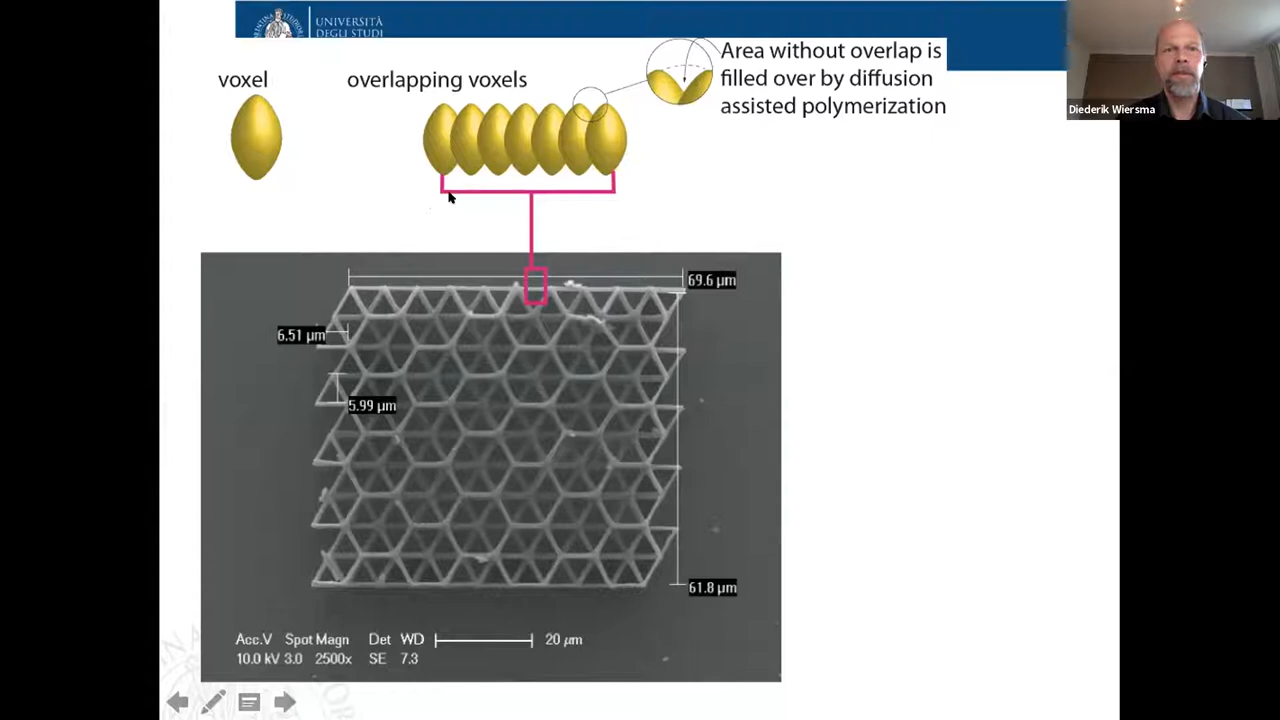 UNIVERSITÀ
DEGLI STUDI
voxel
overlapping voxels
Area without overlap is
filled over by diffusion
assisted polymerization
Diederik Wiersma
69.6 µm
6.51 µm
5.99 µm
61.8 µm
Acc.V Spot Magn Det WD 20 µm
10.0 kV 3.0 2500x SE 7.3